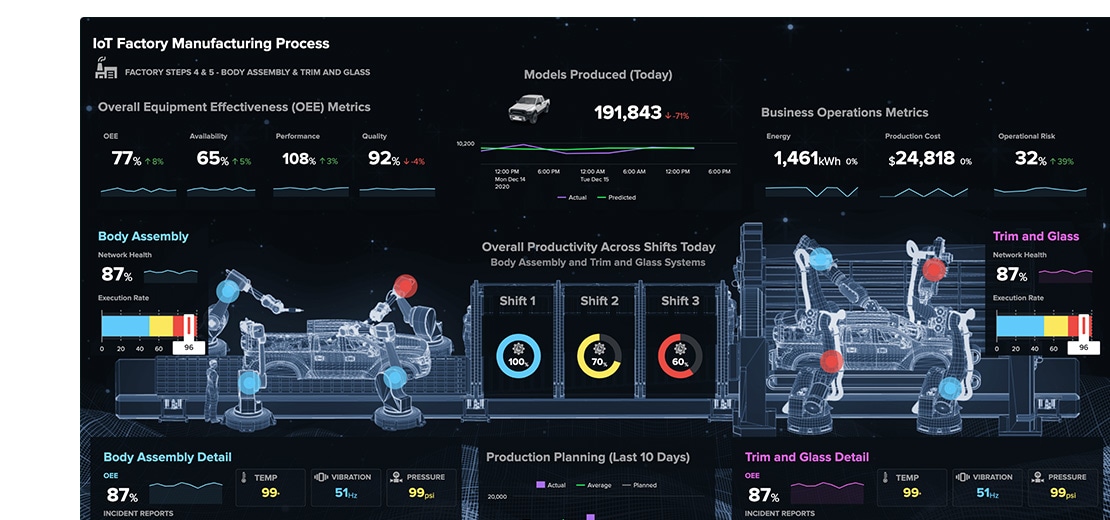 IoT Factory Manufacturing Process
FACTORY STEPS 4 & 5 - BODY ASSEMBLY & TRIM AND GLASS
Overall Equipment Effectiveness (OEE) Metrics
OEE Availability Performance Quality
77% ↑ 8% 65% ↑ 5% 108% ↑ 3% 92% ↓ -4%
Models Produced (Today)
191,843 ↓ -71%
10,200
12:00 PM 6:00 PM 12:00 AM 6:00 AM 12:00 PM 6:00 PM
Mon Dec 14 Tue Dec 15
2020
Actual Predicted
Business Operations Metrics
Energy Production Cost Operational Risk
1,461kWh 0% $24,818 0% 32% ↑ 39%
Body Assembly
Network Health
87%
Execution Rate
0 20 40 60 96
Overall Productivity Across Shifts Today
Body Assembly and Trim and Glass Systems
Shift 1 Shift 2 Shift 3
100% 70% 60%
Trim and Glass
Network Health
87%
Execution Rate
0 20 40 60 96
Body Assembly Detail
OEE
87%
TEMP VIBRATION PRESSURE
99° 51Hz 99psi
INCIDENT REPORTS
Production Planning (Last 10 Days)
Actual Average Planned
20,000
Trim and Glass Detail
OEE
87%
TEMP VIBRATION PRESSURE
99° 51Hz 99psi
INCIDENT REPORTS